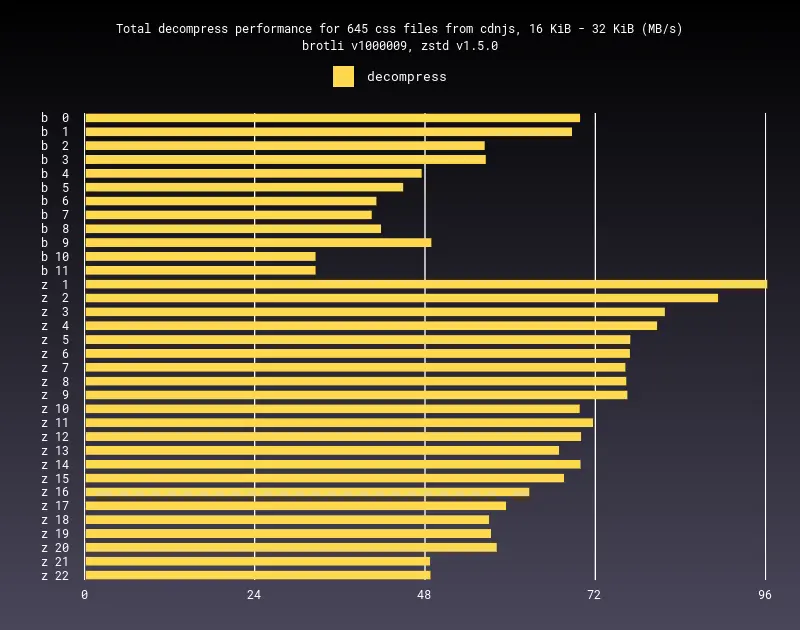 Total decompress performance for 645 css files from cdnjs, 16 KiB - 32 KiB (MB/s)
brotli v1000009, zstd v1.5.0
decompress
b 0
b 1
b 2
b 3
b 4
b 5
b 6
b 7
b 8
b 9
b 10
b 11
z 1
z 2
z 3
z 4
z 5
z 6
z 7
z 8
z 9
z 10
z 11
z 12
z 13
z 14
z 15
z 16
z 17
z 18
z 19
z 20
z 21
z 22
0 24 48 72 96